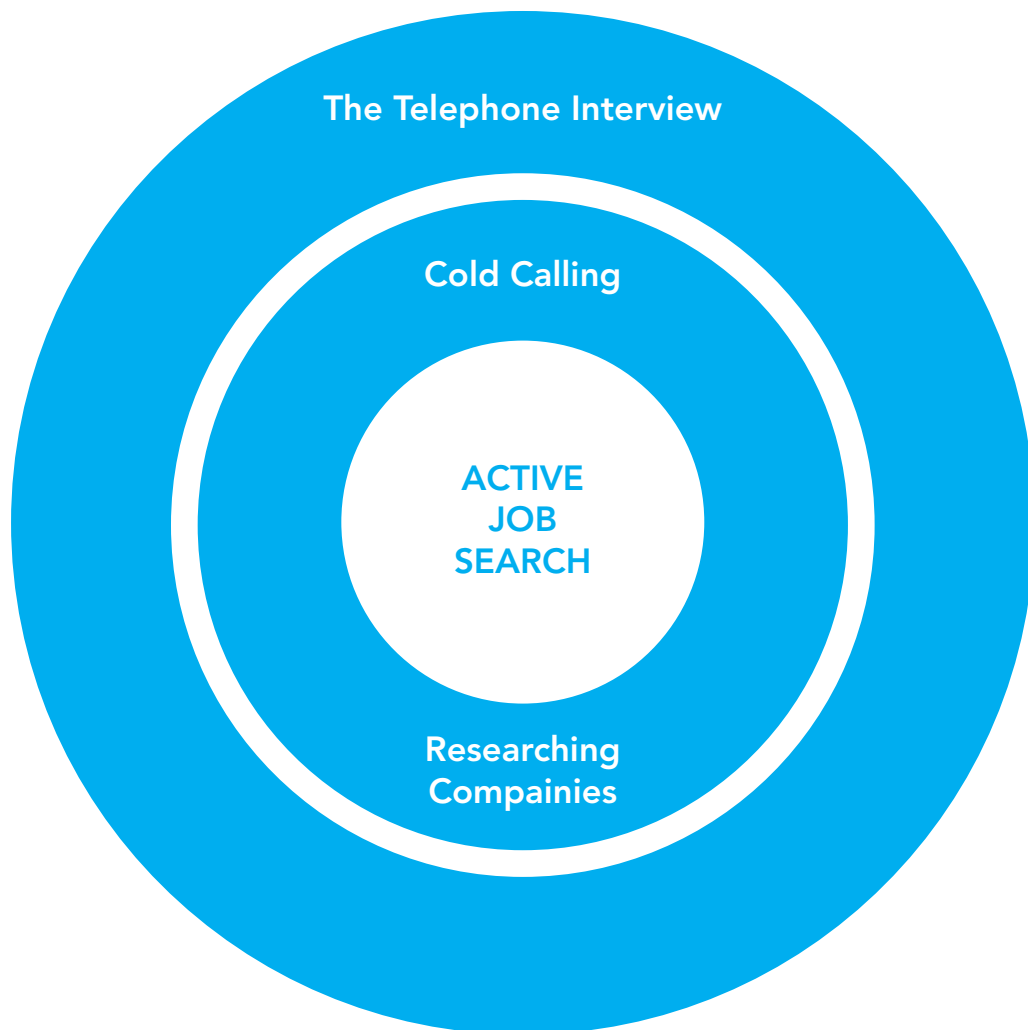 The Telephone Interview
Cold Calling
ACTIVE
JOB
SEARCH
Researching
Compainies